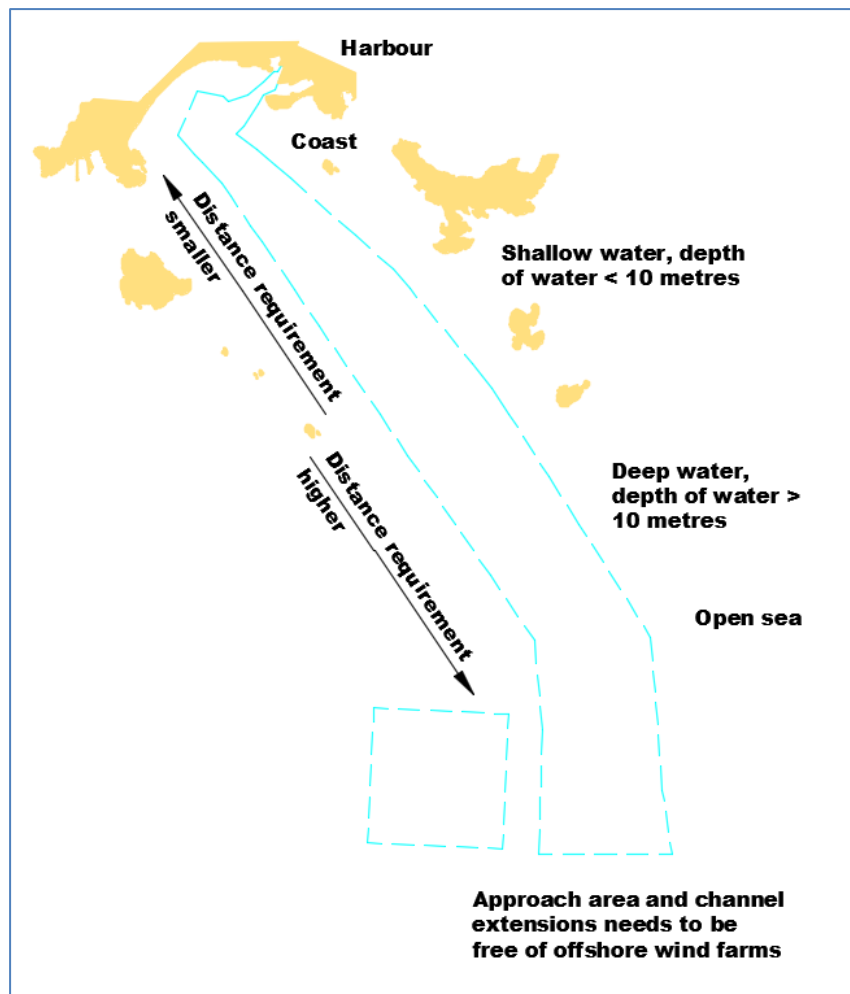 Harbour
Coast
Distance requirement
smaller
Shallow water, depth
of water < 10 metres
Distance requirement
higher
Deep water,
depth of water >
10 metres
Open sea
Approach area and channel
extensions needs to be
free of offshore wind farms